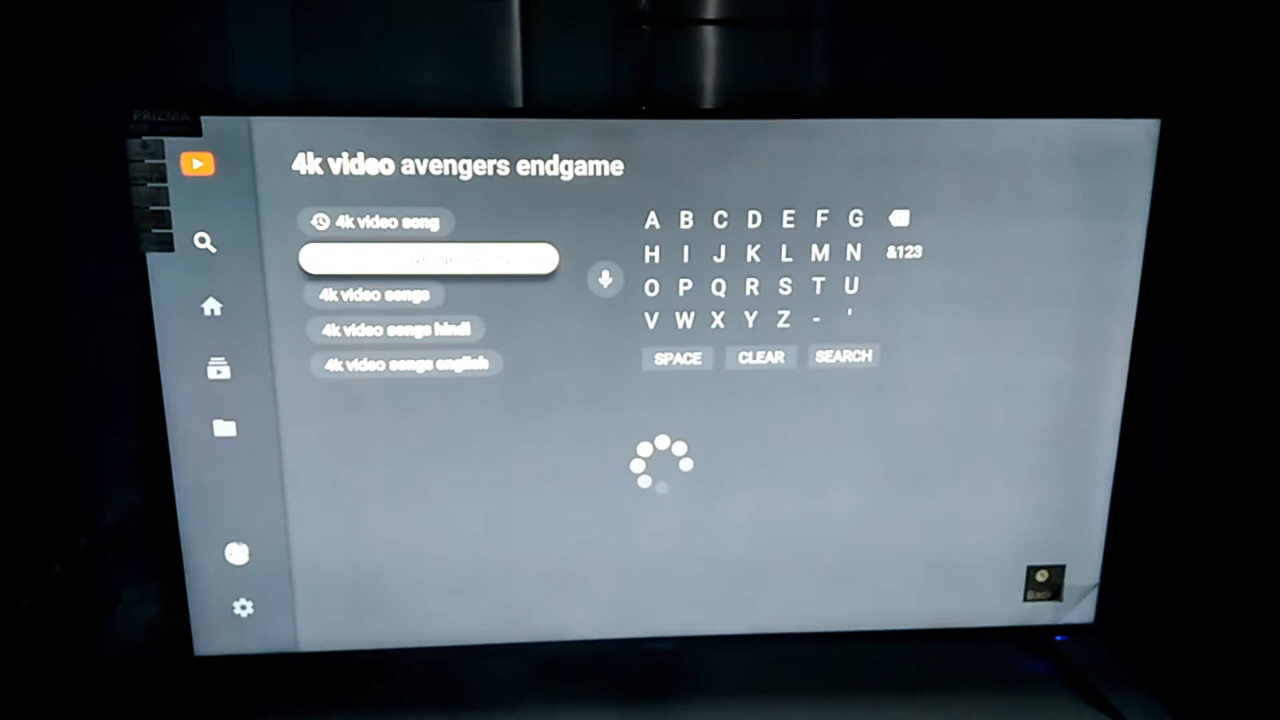 PRiZMA
4k video avengers endgame
4k video song
4k video songs
4k video songs hindi
4k video songs english
A B C D E F G
H I J K L M N &123
O P Q R S T U
V W X Y Z - '
SPACE CLEAR SEARCH